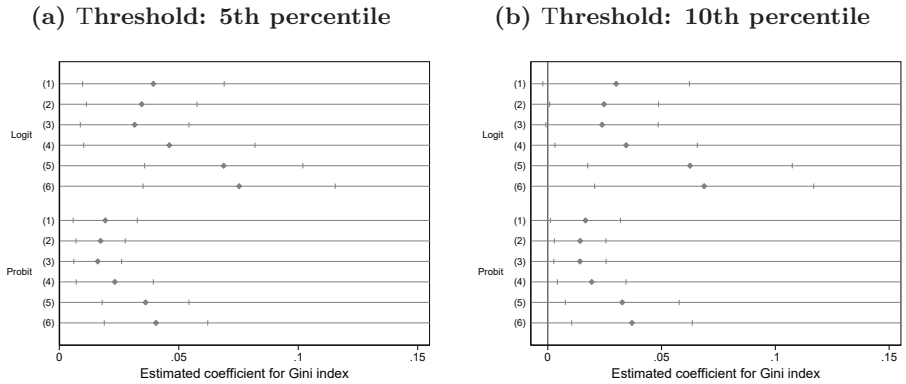 (a) Threshold: 5th percentile
(1)
(2)
(3)
Logit
(4)
(5)
(6)
(1)
(2)
(3)
Probit
(4)
(5)
(6)
0 .05 .1 .15
Estimated coefficient for Gini index
(b) Threshold: 10th percentile
(1)
(2)
(3)
Logit
(4)
(5)
(6)
(1)
(2)
(3)
Probit
(4)
(5)
(6)
0 .05 .1 .15
Estimated coefficient for Gini index